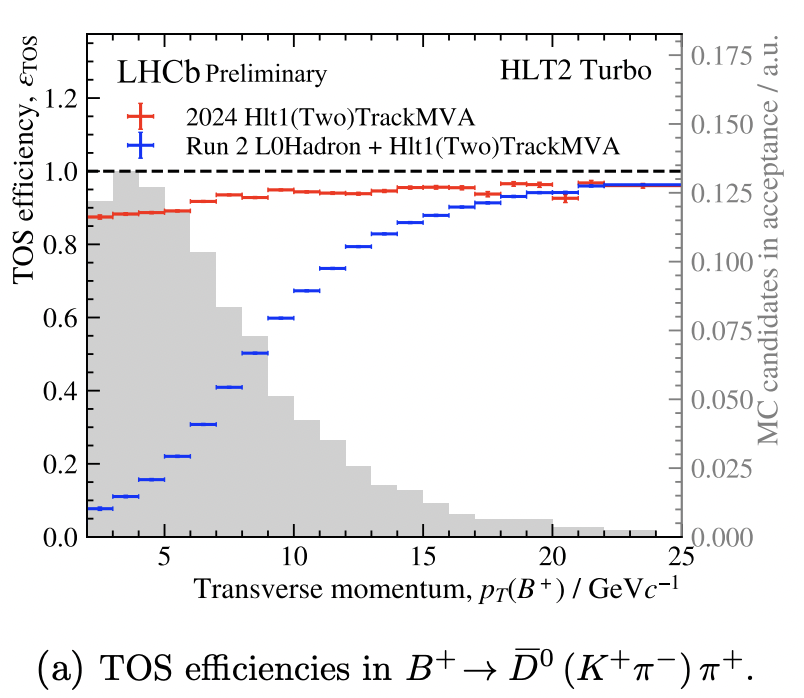 LHCb Preliminary HLT2 Turbo
2024 Hlt1(Two)TrackMVA
Run 2 L0Hadron + Hlt1(Two)TrackMVA
TOS efficiency, ε_TOS
1.2
1.0
0.8
0.6
0.4
0.2
0.0
5 10 15 20 25
Transverse momentum, p_T(B⁺) / GeVc⁻¹
0.175
0.150
0.125
0.100
0.075
0.050
0.025
0.000
MC candidates in acceptance / a.u.
(a) TOS efficiencies in B⁺ → D̅⁰ (K⁺π⁻) π⁺.